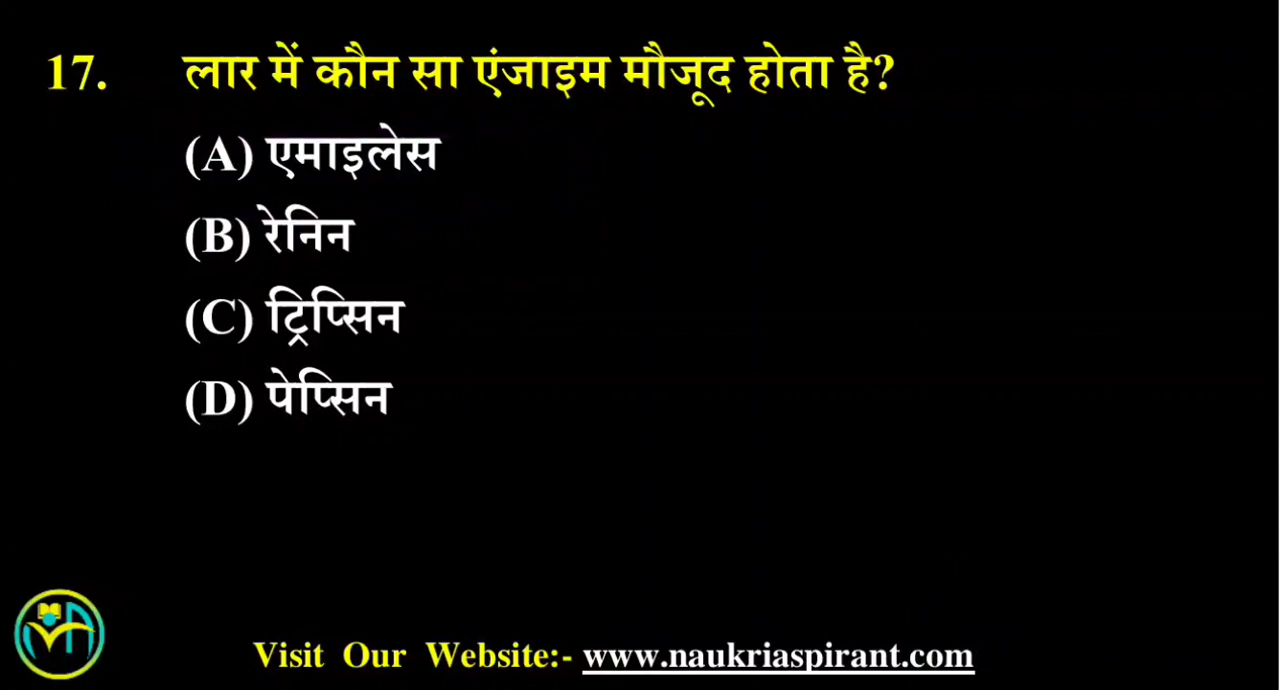 17. लार में कौन सा एंजाइम मौजूद होता है?
(A) एमाइलेस
(B) रेनिन
(C) ट्रिप्सिन
(D) पेप्सिन
Visit Our Website:- www.naukriaspirant.com